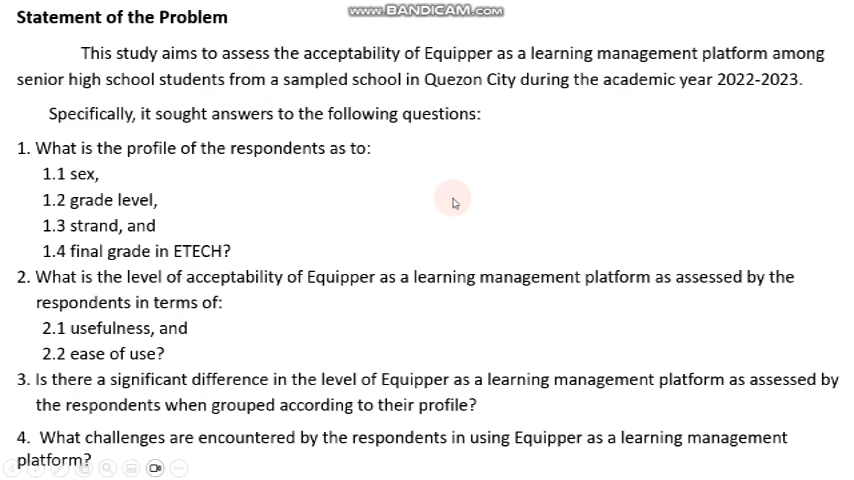 www.BANDICAM.com
Statement of the Problem
This study aims to assess the acceptability of Equipper as a learning management platform among
senior high school students from a sampled school in Quezon City during the academic year 2022-2023.
Specifically, it sought answers to the following questions:
1. What is the profile of the respondents as to:
1.1 sex,
1.2 grade level,
1.3 strand, and
1.4 final grade in ETECH?
2. What is the level of acceptability of Equipper as a learning management platform as assessed by the
respondents in terms of:
2.1 usefulness, and
2.2 ease of use?
3. Is there a significant difference in the level of Equipper as a learning management platform as assessed by
the respondents when grouped according to their profile?
4. What challenges are encountered by the respondents in using Equipper as a learning management
platform?